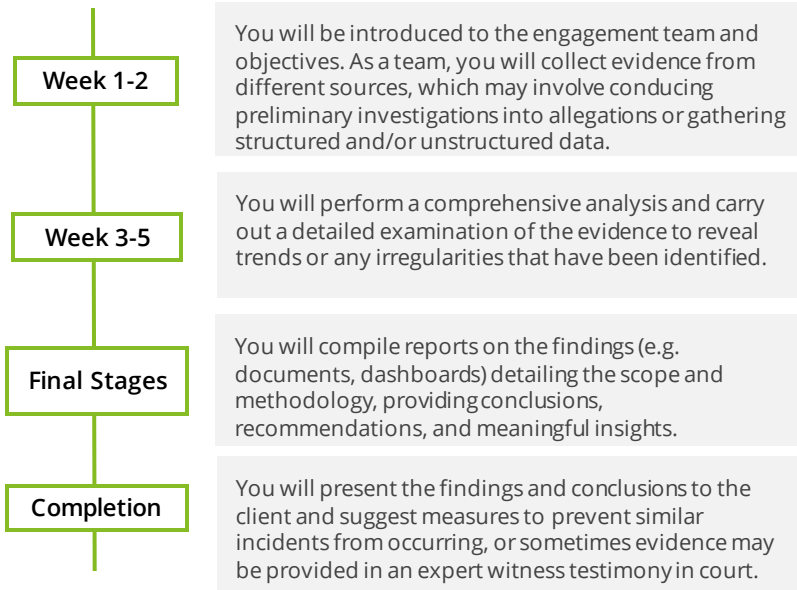 Week 1-2
You will be introduced to the engagement team and
objectives. As a team, you will collect evidence from
different sources, which may involve conducing
preliminary investigations into allegations or gathering
structured and/or unstructured data.
Week 3-5
You will perform a comprehensive analysis and carry
out a detailed examination of the evidence to reveal
trends or any irregularities that have been identified.
Final Stages
You will compile reports on the findings (e.g.
documents, dashboards) detailing the scope and
methodology, providing conclusions,
recommendations, and meaningful insights.
Completion
You will present the findings and conclusions to the
client and suggest measures to prevent similar
incidents from occurring, or sometimes evidence may
be provided in an expert witness testimony in court.